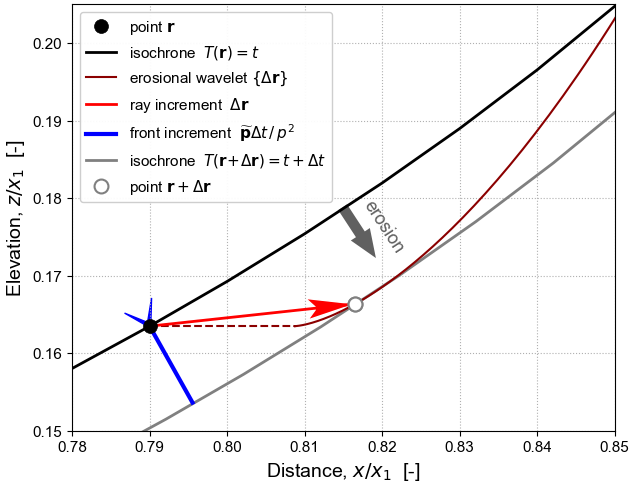 point r
isochrone T(r) = t
erosional wavelet {Δr}
ray increment Δr
front increment p̃Δt / p²
isochrone T(r+Δr) = t + Δt
point r + Δr
erosion
Elevation, z/x₁ [-]
0.20
0.19
0.18
0.17
0.16
0.15
0.78 0.79 0.80 0.81 0.82 0.83 0.84 0.85
Distance, x/x₁ [-]